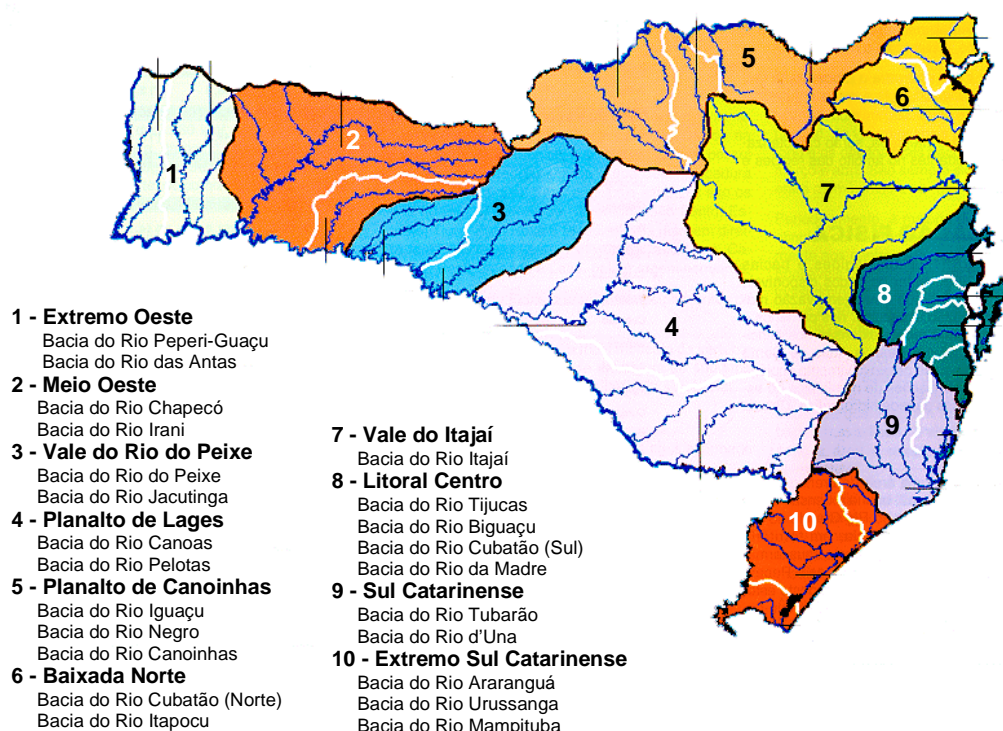 5
6
2
1
7
3
8
4
9
10
1 - Extremo Oeste
Bacia do Rio Peperi-Guaçu
Bacia do Rio das Antas
2 - Meio Oeste
Bacia do Rio Chapecó
Bacia do Rio Irani
3 - Vale do Rio do Peixe
Bacia do Rio do Peixe
Bacia do Rio Jacutinga
4 - Planalto de Lages
Bacia do Rio Canoas
Bacia do Rio Pelotas
5 - Planalto de Canoinhas
Bacia do Rio Iguaçu
Bacia do Rio Negro
Bacia do Rio Canoinhas
6 - Baixada Norte
Bacia do Rio Cubatão (Norte)
Bacia do Rio Itapocu
7 - Vale do Itajaí
Bacia do Rio Itajaí
8 - Litoral Centro
Bacia do Rio Tijucas
Bacia do Rio Biguaçu
Bacia do Rio Cubatão (Sul)
Bacia do Rio da Madre
9 - Sul Catarinense
Bacia do Rio Tubarão
Bacia do Rio d'Una
10 - Extremo Sul Catarinense
Bacia do Rio Araranguá
Bacia do Rio Urussanga
Bacia do Rio Mampituba